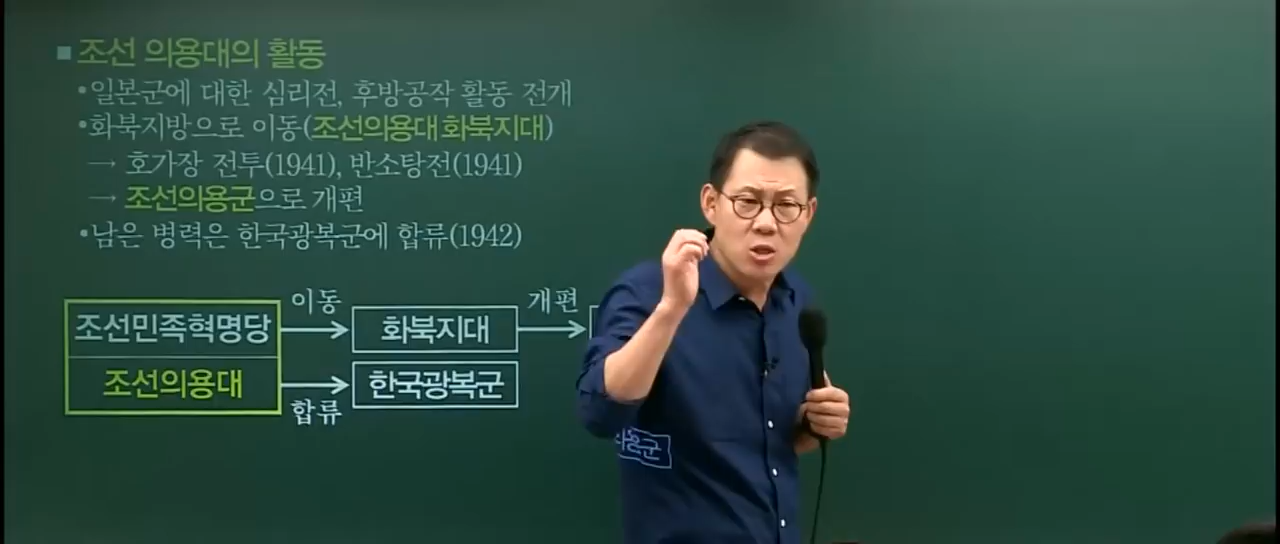 조선 의용대의 활동
•일본군에 대한 심리전, 후방공작 활동 전개
•화북지방으로 이동(조선의용대 화북지대)
→ 호가장 전투(1941), 반소탕전(1941)
→ 조선의용군으로 개편
•남은 병력은 한국광복군에 합류(1942)
조선민족혁명당
이동
화북지대
개편
조선의용대
합류
한국광복군